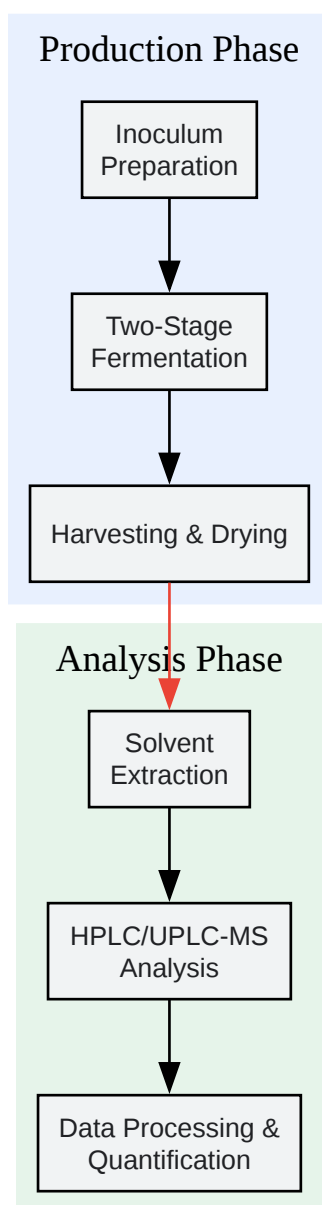 Production Phase
Inoculum
Preparation
Two-Stage
Fermentation
Harvesting & Drying
Analysis Phase
Solvent
Extraction
HPLC/UPLC-MS
Analysis
Data Processing &
Quantification